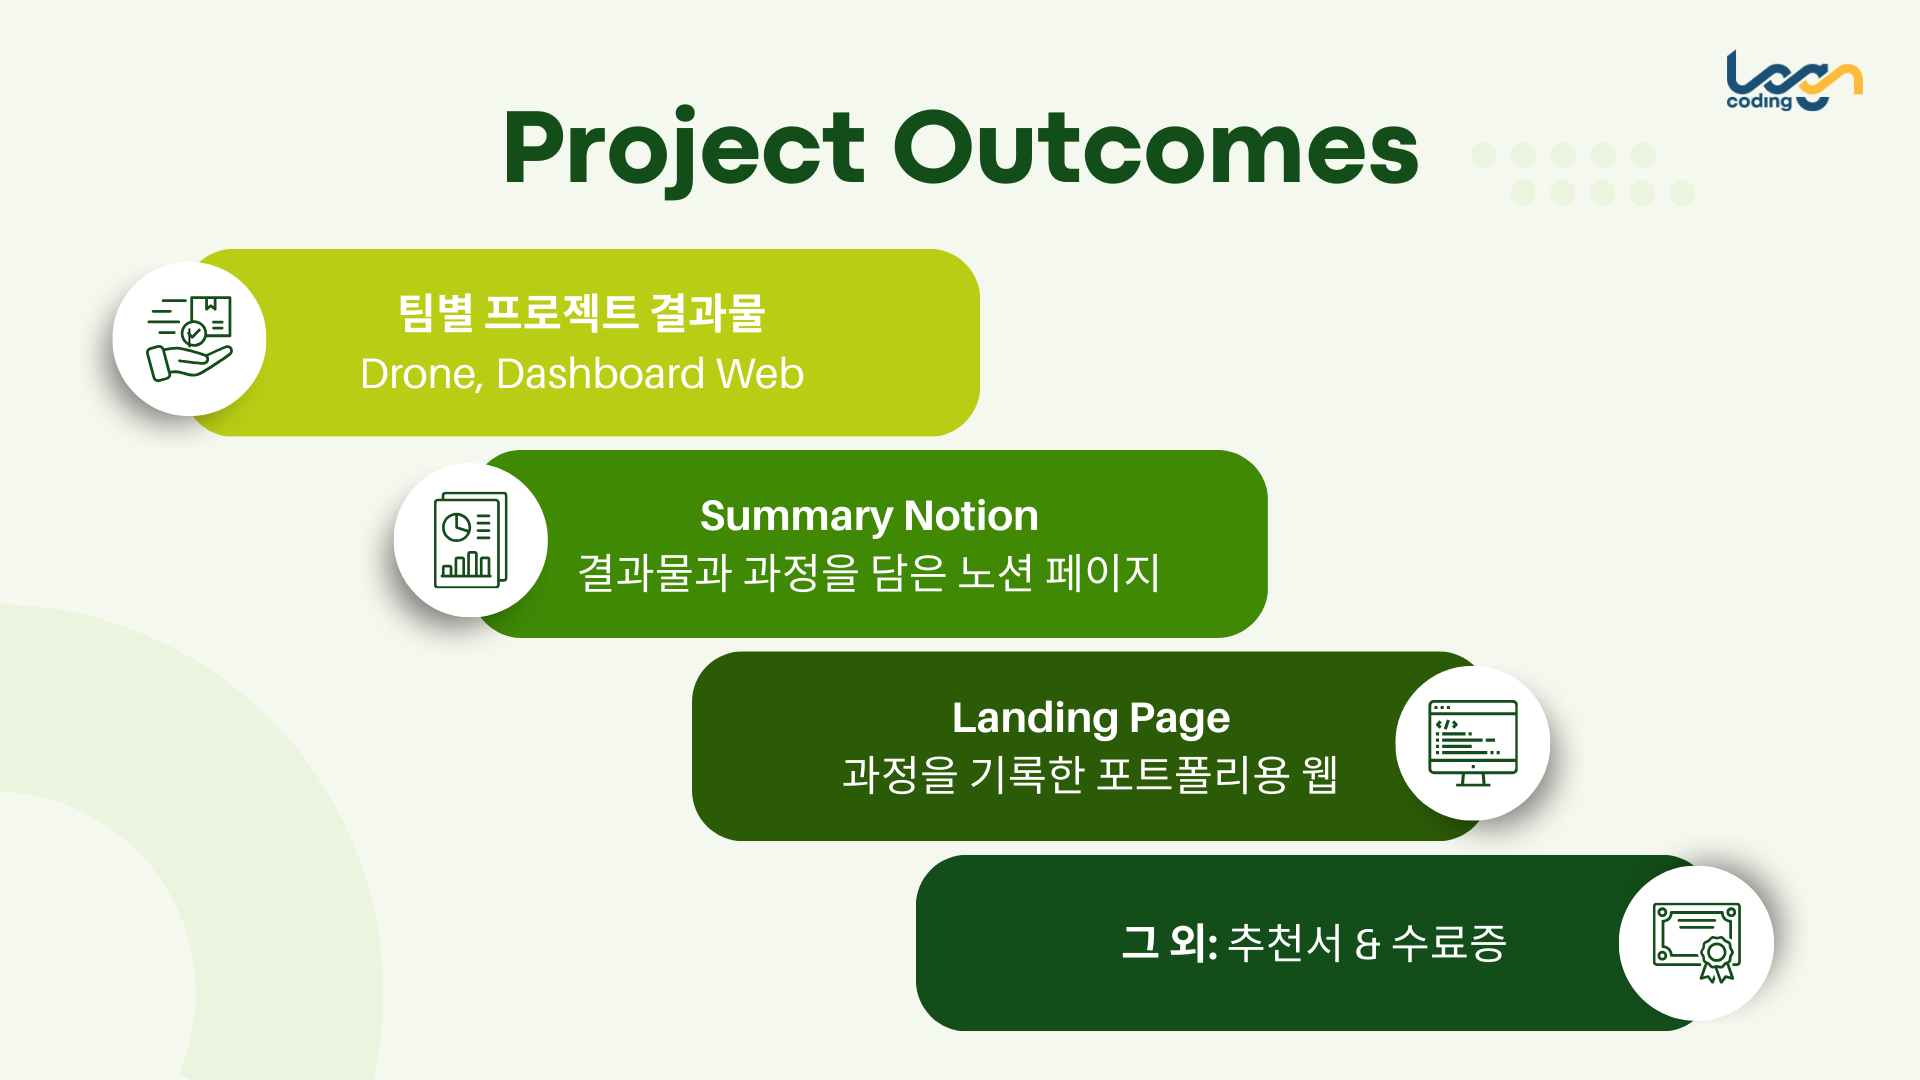 Logan
coding
Project Outcomes
팀별 프로젝트 결과물
Drone, Dashboard Web
Summary Notion
결과물과 과정을 담은 노션 페이지
Landing Page
과정을 기록한 포트폴리용 웹
그 외: 추천서 & 수료증